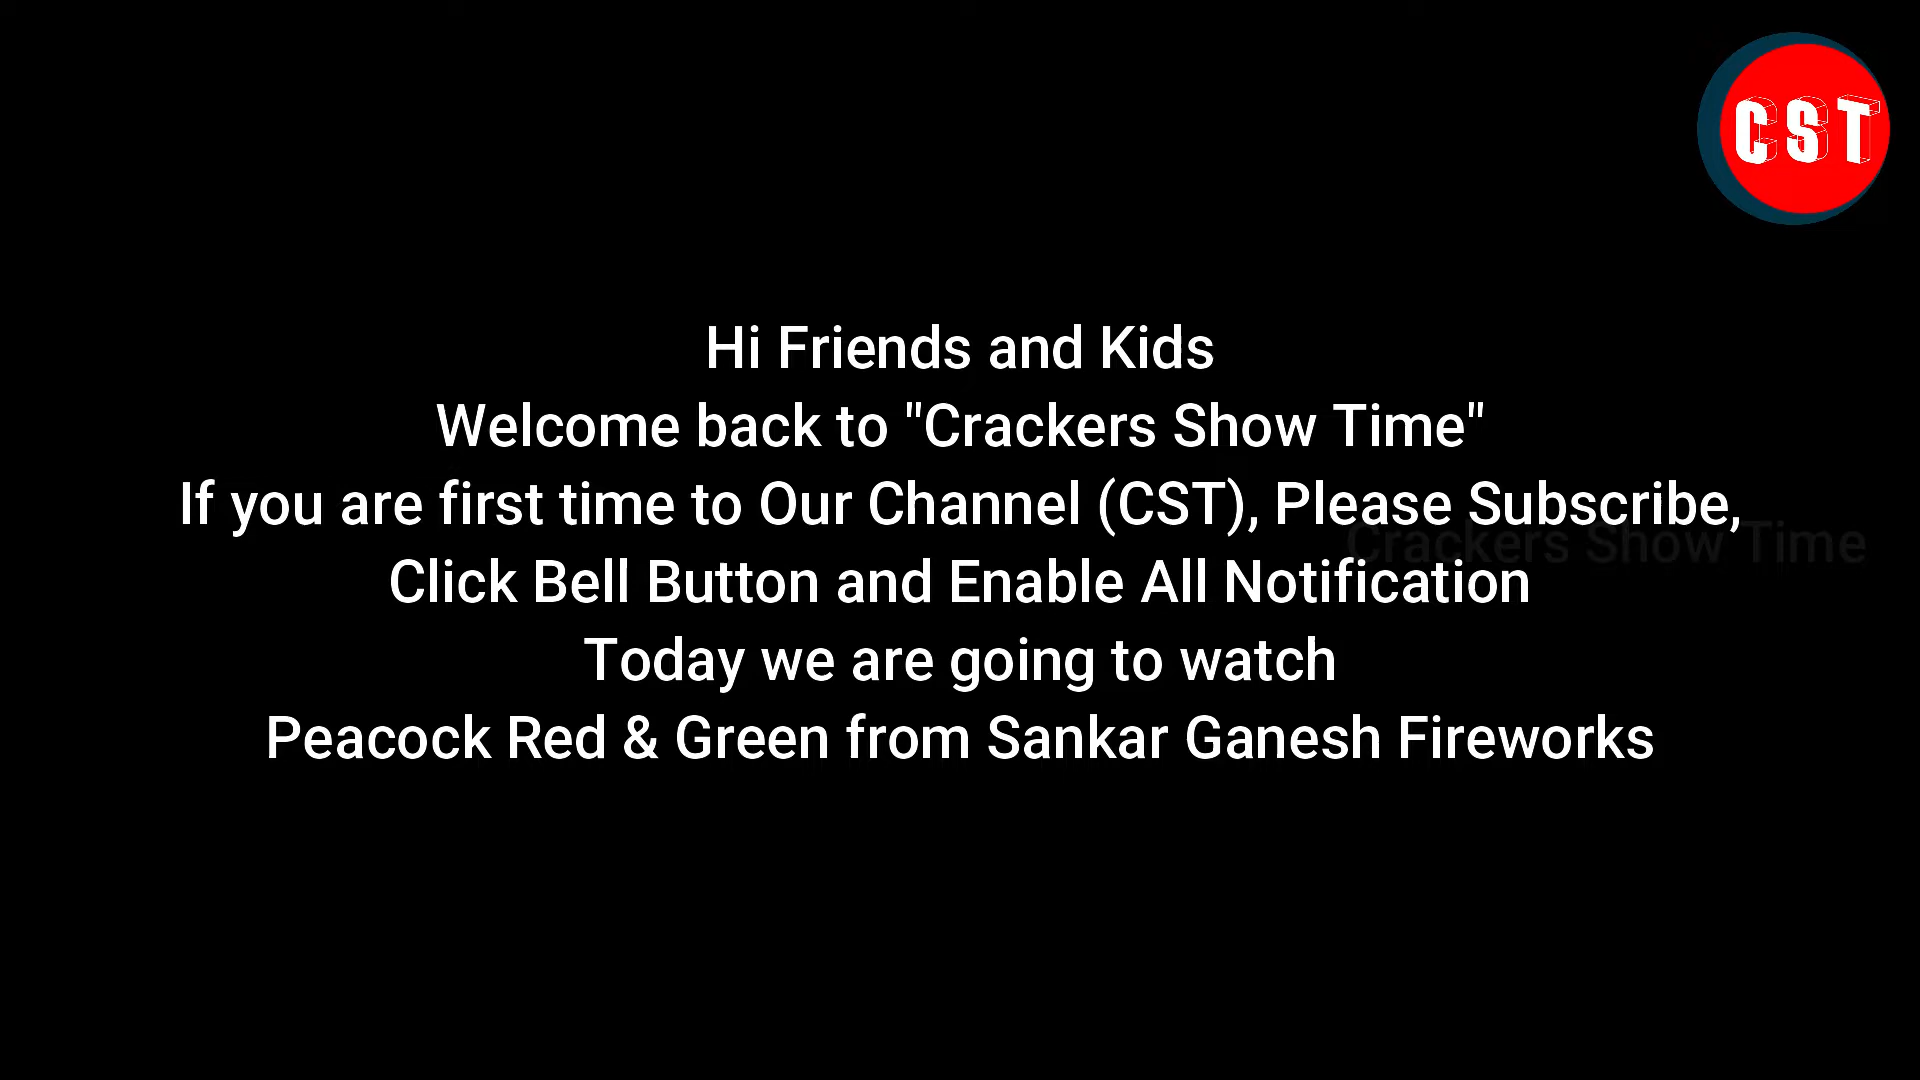 CST
Hi Friends and Kids
Welcome back to "Crackers Show Time"
If you are first time to Our Channel (CST), Please Subscribe,
Crackers Show Time
Click Bell Button and Enable All Notification
Today we are going to watch
Peacock Red & Green from Sankar Ganesh Fireworks